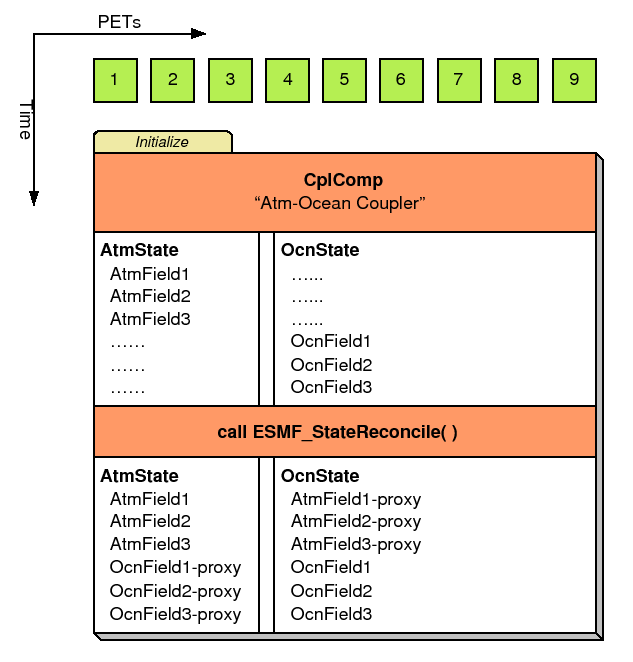 PETs
Time
1 2 3 4 5 6 7 8 9
Initialize
CplComp
“Atm-Ocean Coupler”
AtmState
AtmField1
AtmField2
AtmField3
……
……
……
OcnState
…...
…...
…...
OcnField1
OcnField2
OcnField3
call ESMF_StateReconcile( )
AtmState
AtmField1
AtmField2
AtmField3
OcnField1-proxy
OcnField2-proxy
OcnField3-proxy
OcnState
AtmField1-proxy
AtmField2-proxy
AtmField3-proxy
OcnField1
OcnField2
OcnField3